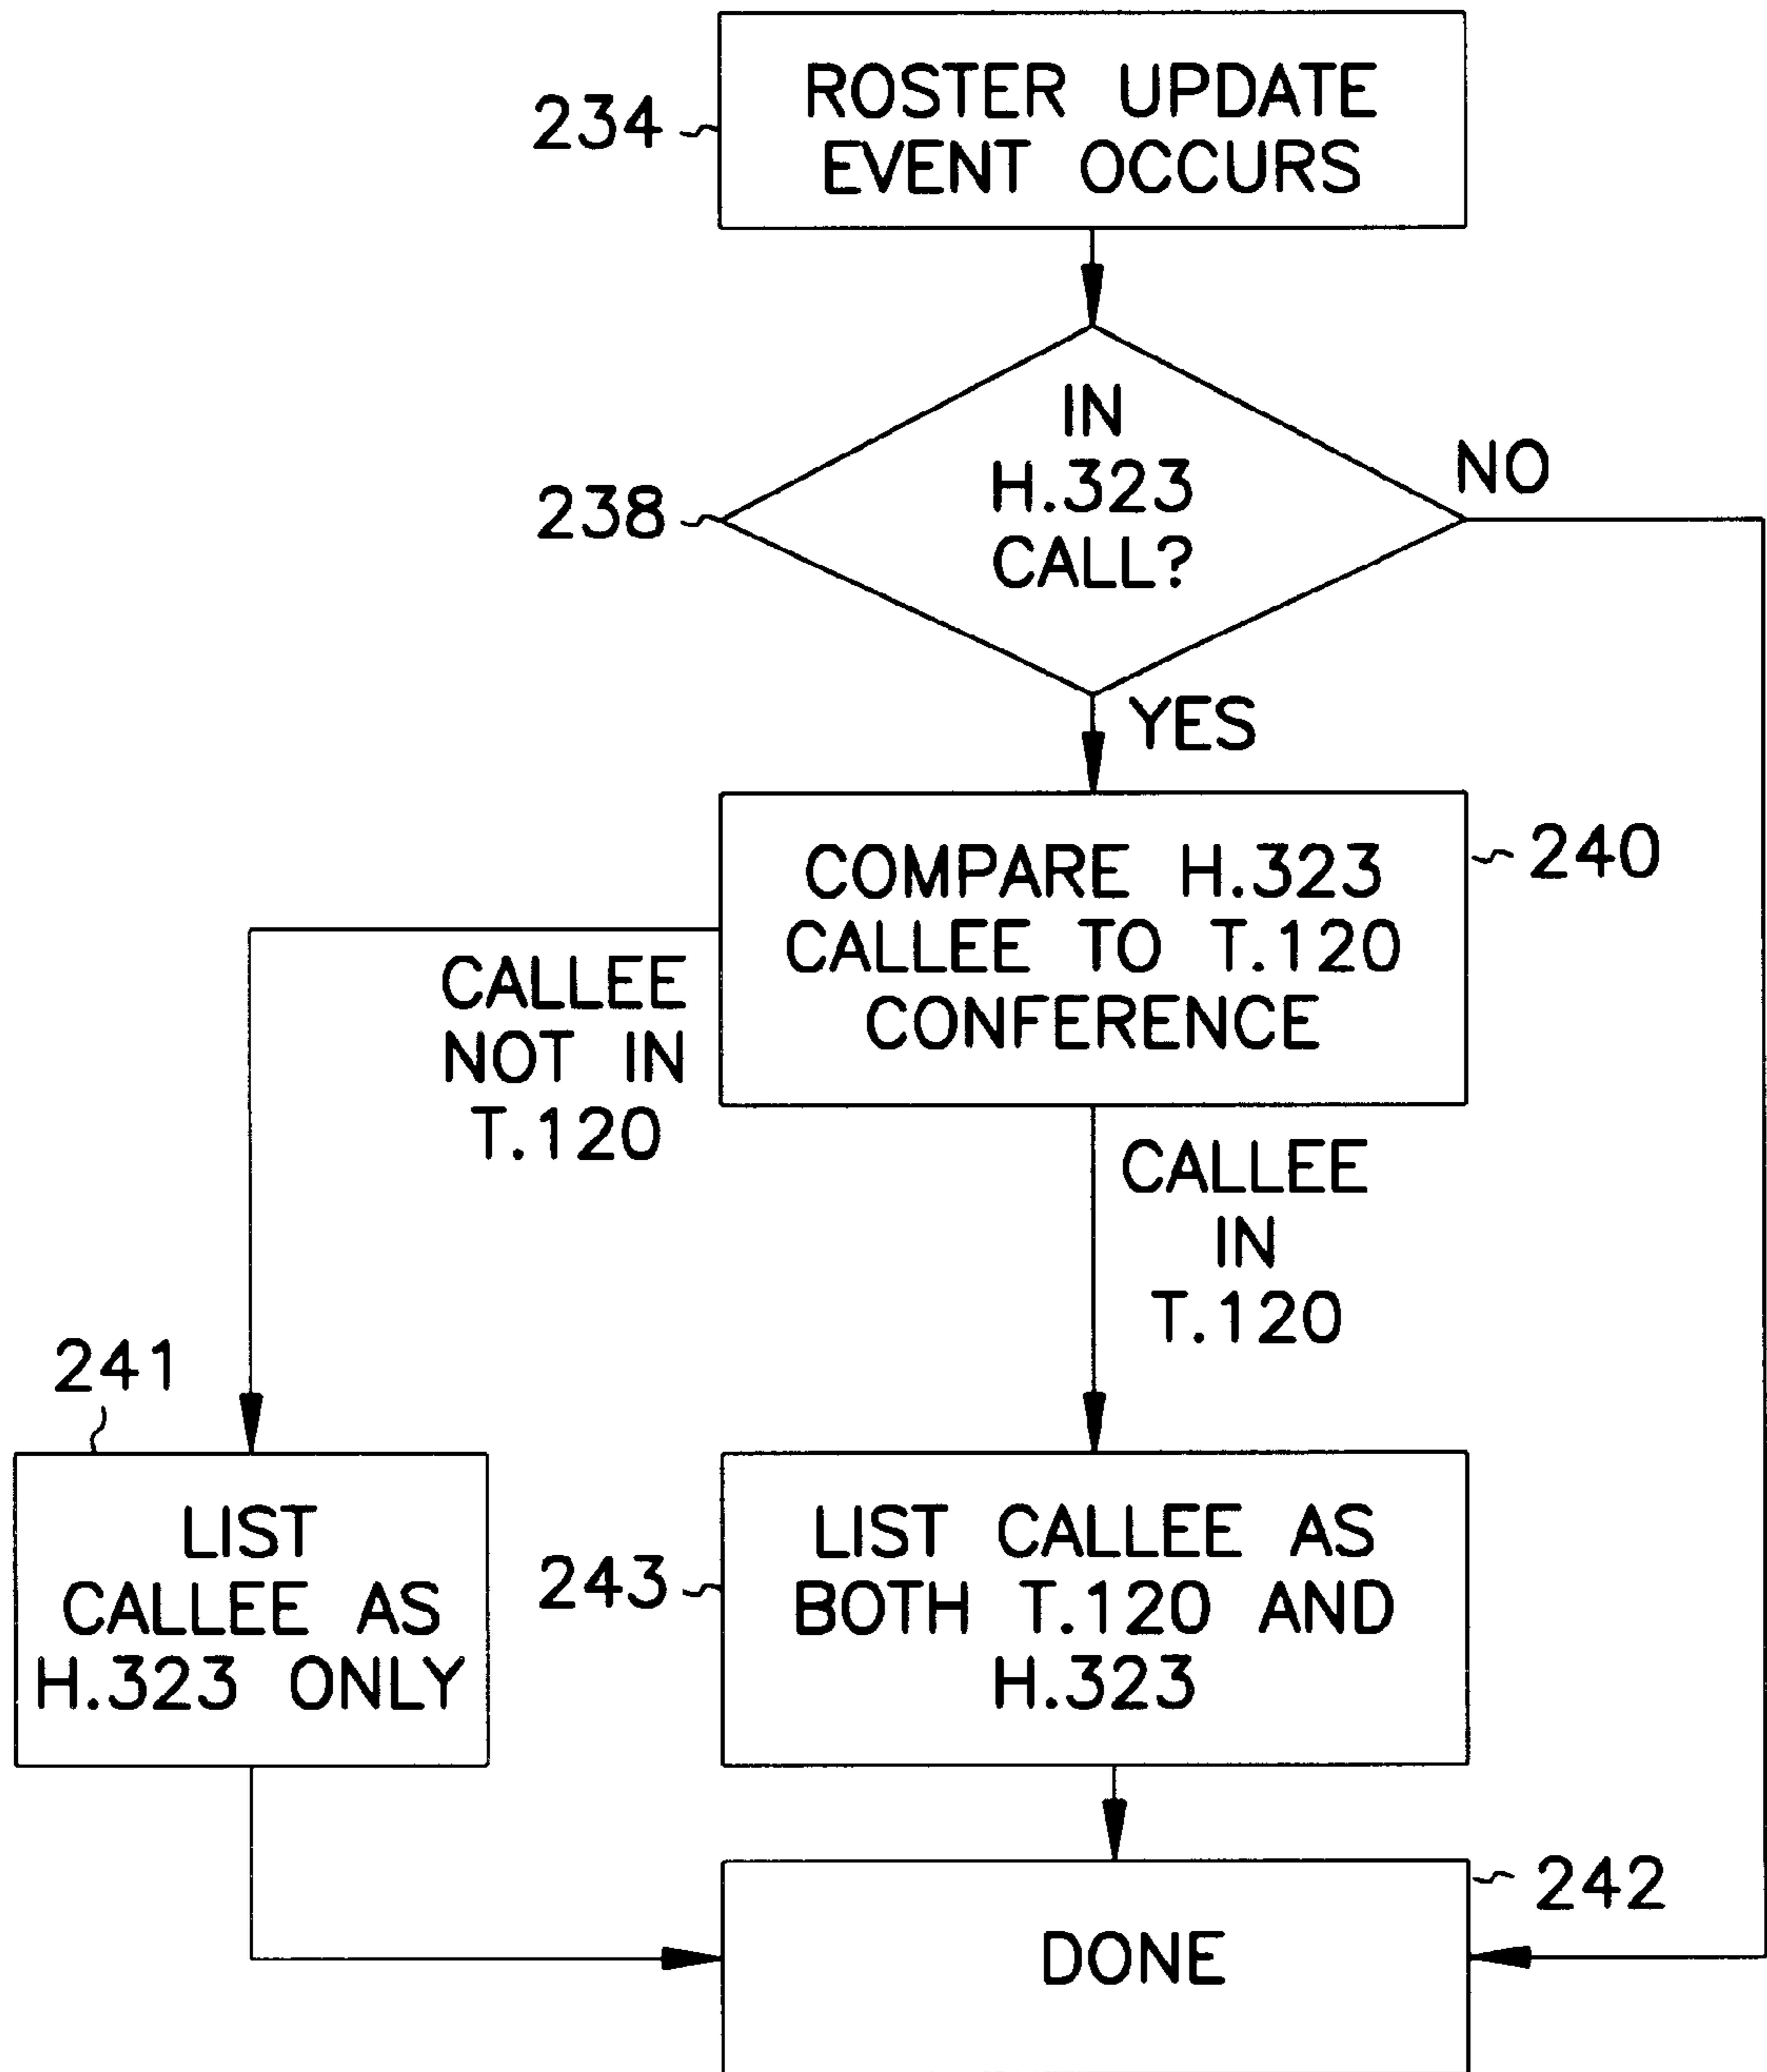 234
ROSTER UPDATE
EVENT OCCURS
238
IN
H.323
CALL?
NO
YES
240
COMPARE H.323
CALLEE TO T.120
CONFERENCE
CALLEE
NOT IN
T.120
CALLEE
IN
T.120
241
LIST
CALLEE AS
H.323 ONLY
243
LIST CALLEE AS
BOTH T.120 AND
H.323
242
DONE